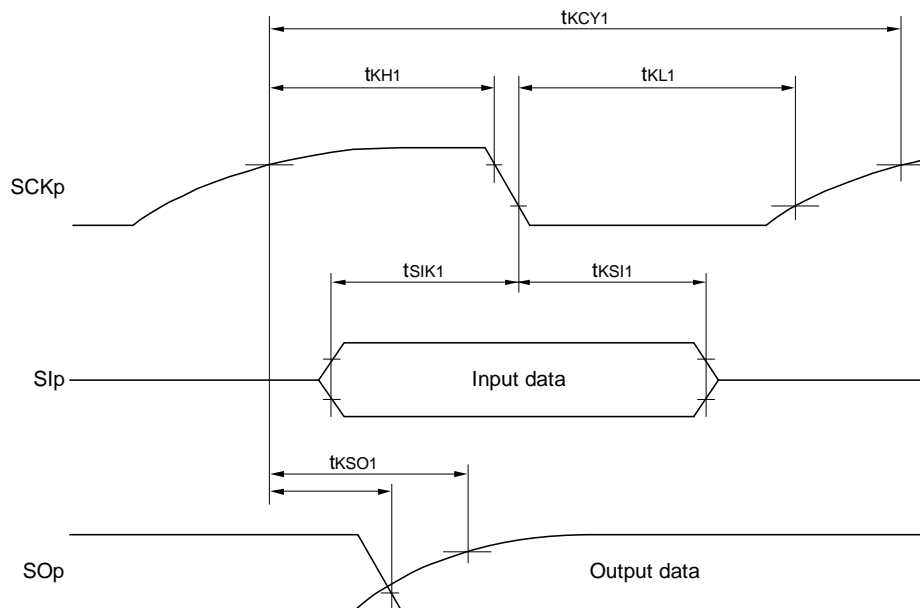 tKCY1
tKH1
tKL1
SCKp
tSIK1
tKSI1
SIp
Input data
tKSO1
SOp
Output data